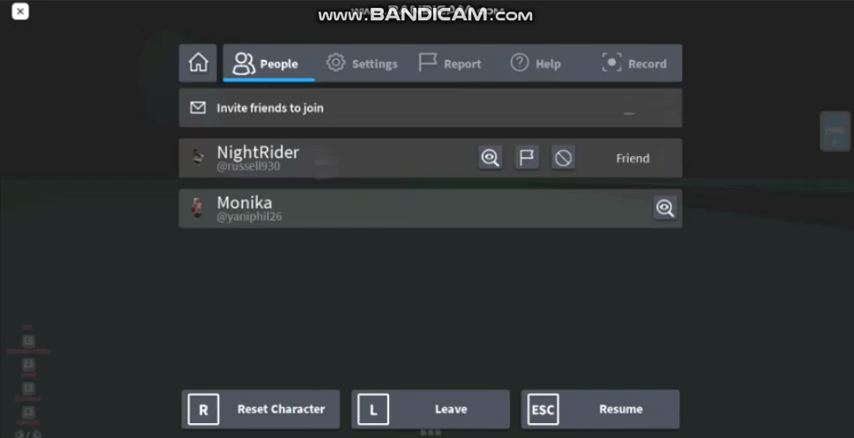 www.BANDICAM.com
People
Settings
Report
Help
Record
Invite friends to join
NightRider
@russell930
Friend
Monika
@yaniphil26
R
Reset Character
L
Leave
ESC
Resume